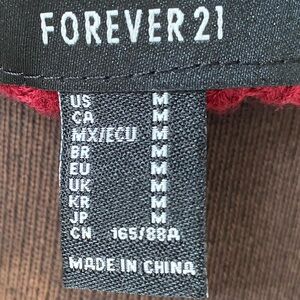 FOREVER 21
US M
CA M
MX/ECU M
BR M
EU M
UK M
KR M
JP M
CN 165/88A
MADE IN CHINA